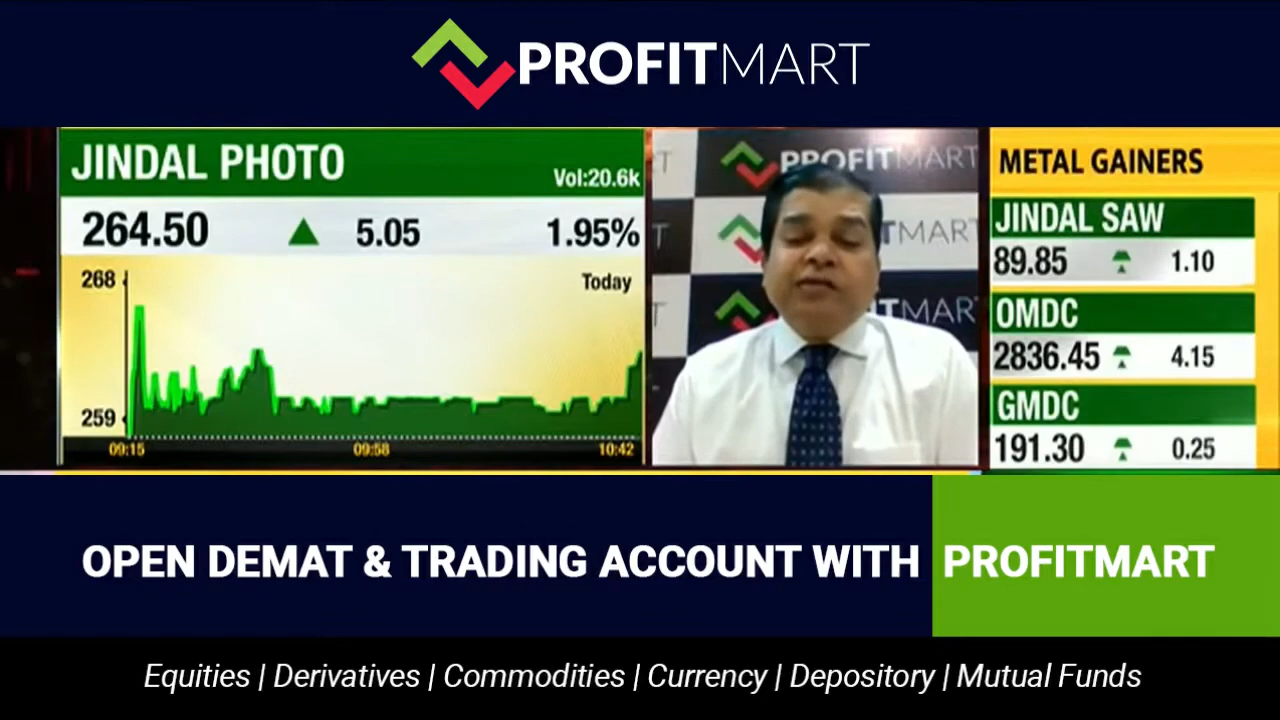 PROFITMART
JINDAL PHOTO
Vol:20.6k
264.50 ▲ 5.05 1.95%
268
Today
259
09:15 09:58 10:42
PROFITMART
PROFITMART
PROFITMART
METAL GAINERS
JINDAL SAW
89.85 1.10
OMDC
2836.45 4.15
GMDC
191.30 0.25
OPEN DEMAT & TRADING ACCOUNT WITH PROFITMART
Equities | Derivatives | Commodities | Currency | Depository | Mutual Funds